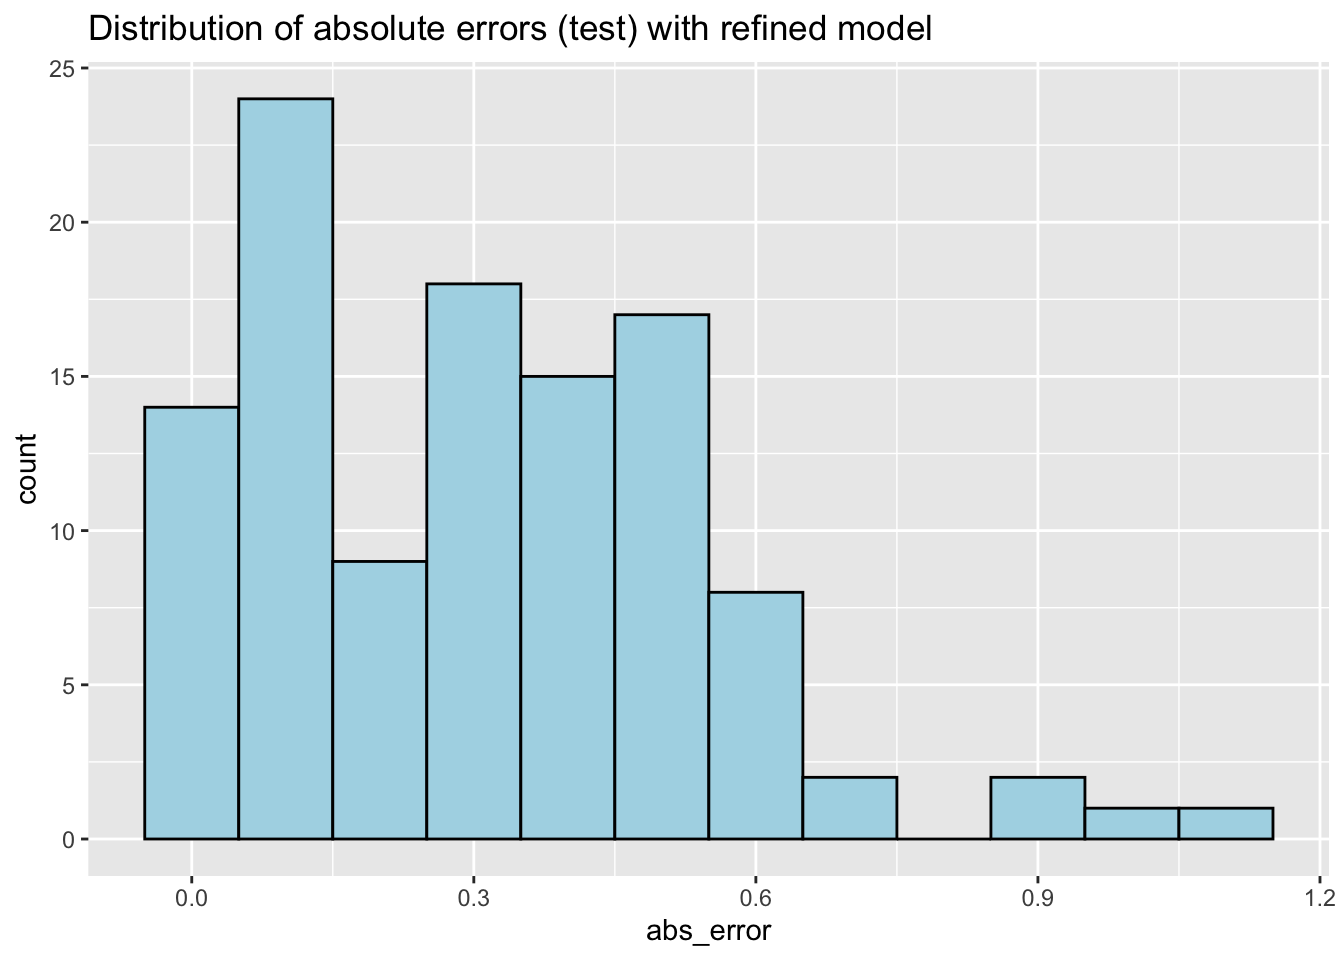 Distribution of absolute errors (test) with refined model
25
20
15
10
5
0
count
0.0 0.3 0.6 0.9 1.2
abs_error